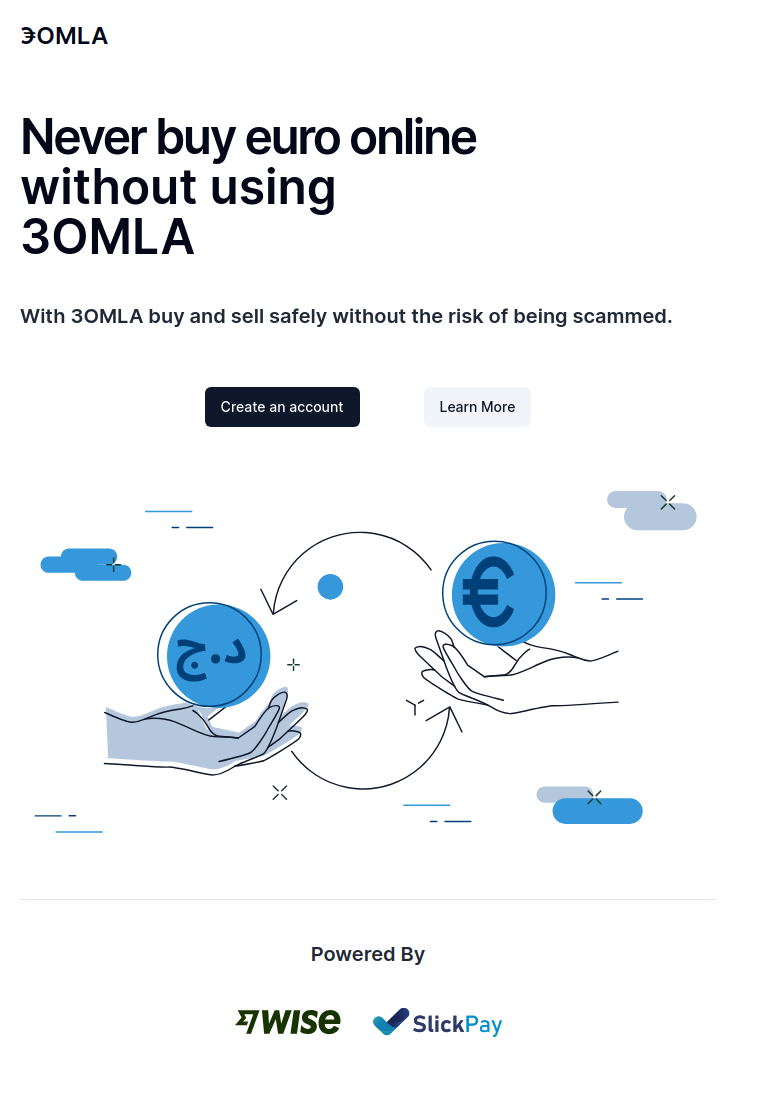 3OMLA
Never buy euro online
without using
3OMLA
With 3OMLA buy and sell safely without the risk of being scammed.
Create an account
Learn More
€
د.ج
Powered By
WISE
SlickPay